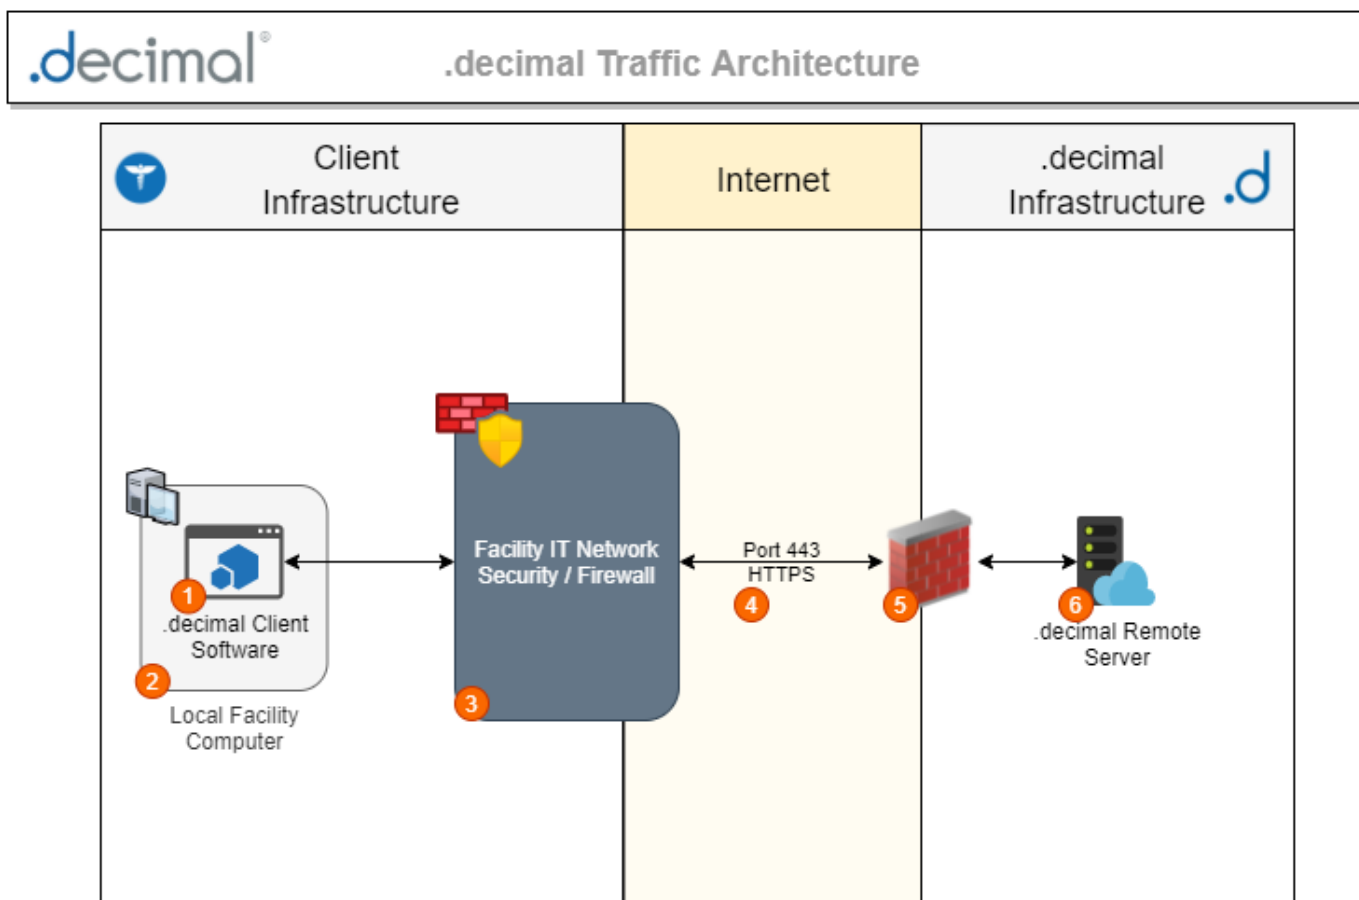 .decimal®
.decimal Traffic Architecture
Client
Infrastructure
Internet
.decimal
Infrastructure
.d
Facility IT Network
Security / Firewall
Port 443
HTTPS
1
4
5
6
.decimal Client
Software
.decimal Remote
Server
2
3
Local Facility
Computer